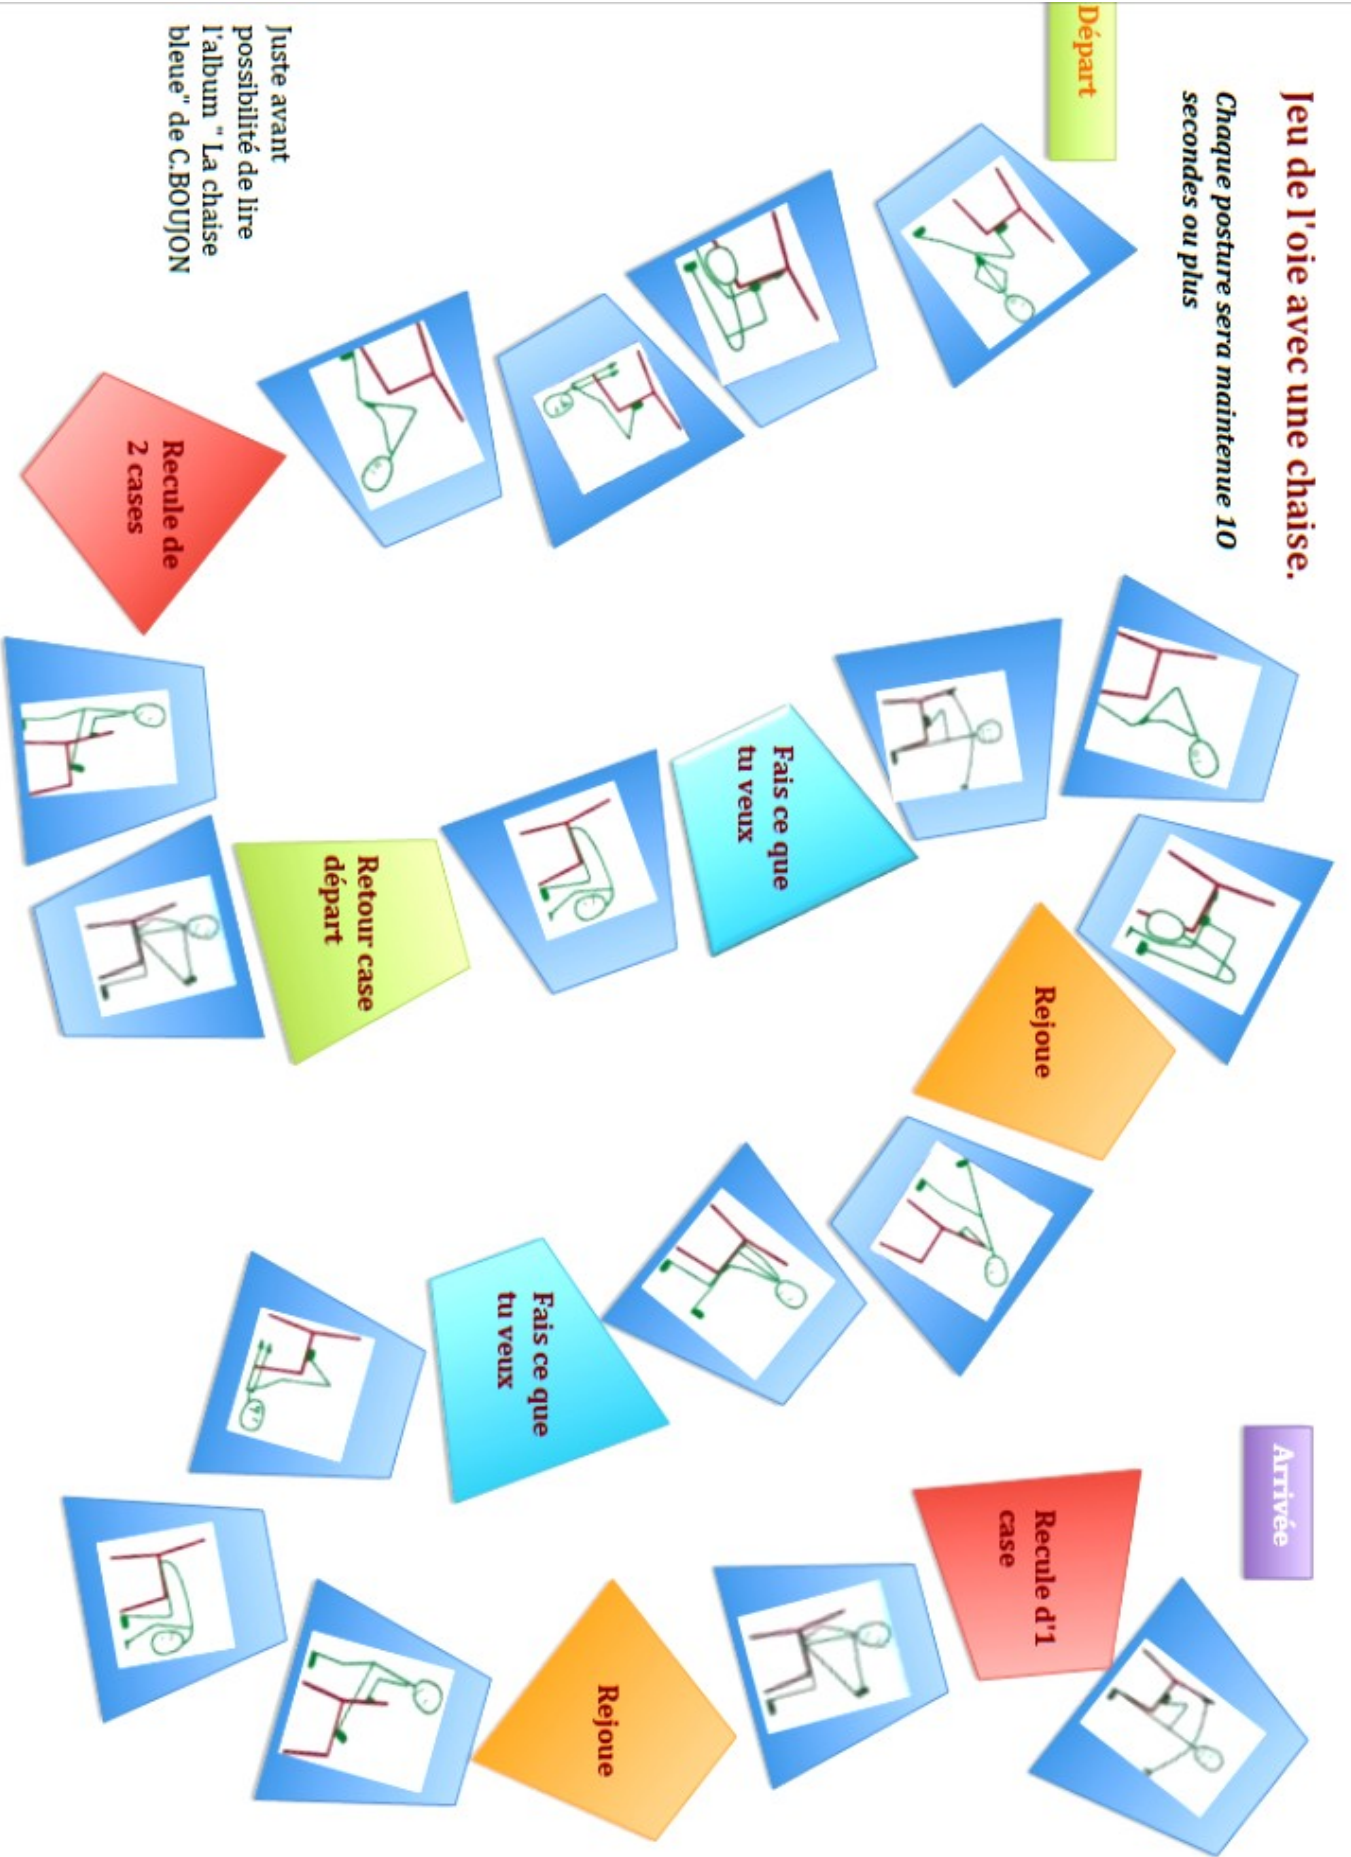 Jeu de l'oie avec une chaise.
Chaque posture sera maintenue 10
secondes ou plus
Départ
Juste avant
possibilité de lire
l'album " La chaise
bleue" de C.BOUJON
Recule de
2 cases
Retour case
départ
Fais ce que
tu veux
Rejoue
Fais ce que
tu veux
Rejoue
Recule d'1
case
Arrivée